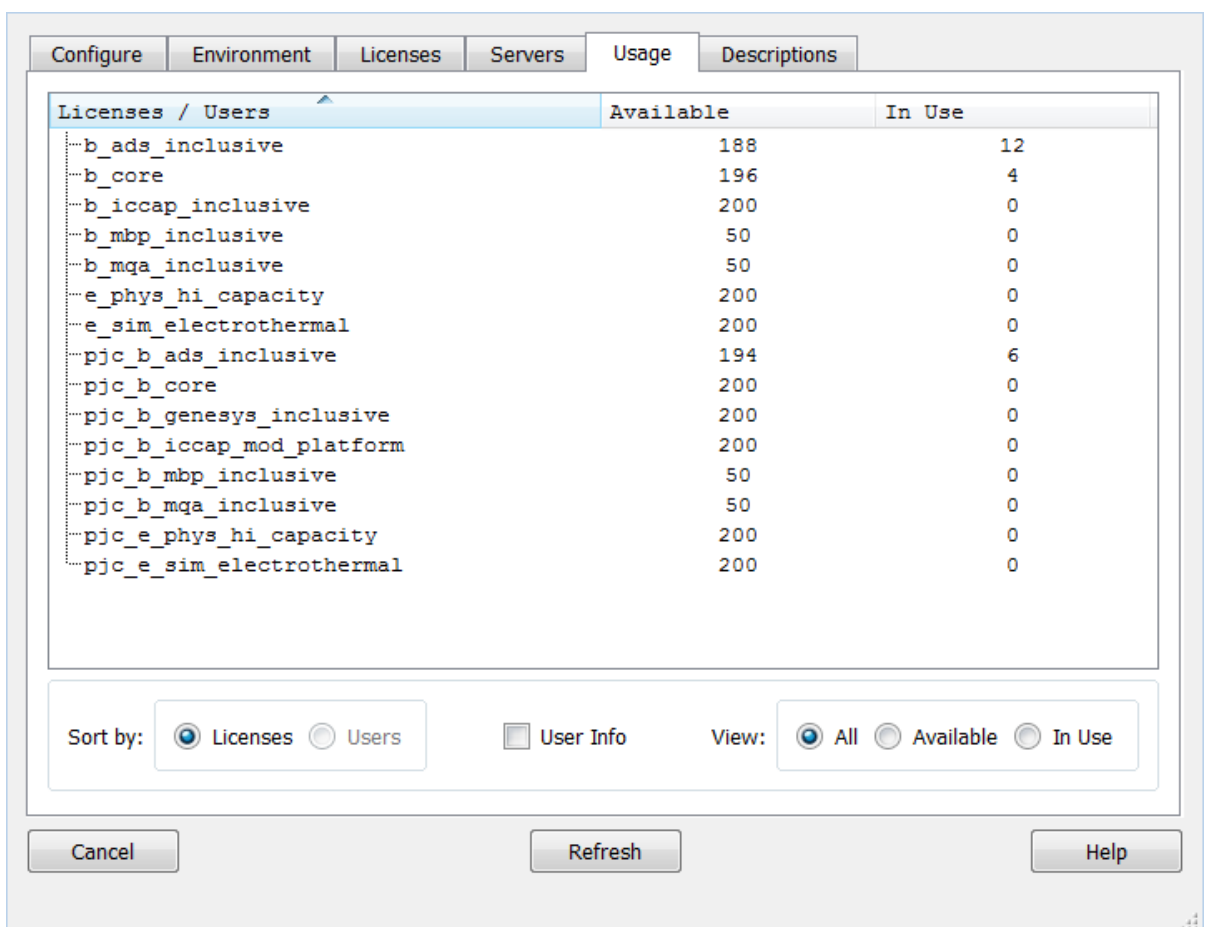 Configure Environment Licenses Servers Usage Descriptions
Licenses / Users Available In Use
b_ads_inclusive 188 12
b_core 196 4
b_iccap_inclusive 200 0
b_mbp_inclusive 50 0
b_mqa_inclusive 50 0
e_phys_hi_capacity 200 0
e_sim_electrothermal 200 0
pjc_b_ads_inclusive 194 6
pjc_b_core 200 0
pjc_b_genesys_inclusive 200 0
pjc_b_iccap_mod_platform 200 0
pjc_b_mbp_inclusive 50 0
pjc_b_mqa_inclusive 50 0
pjc_e_phys_hi_capacity 200 0
pjc_e_sim_electrothermal 200 0
Sort by: Licenses Users User Info View: All Available In Use
Cancel Refresh Help